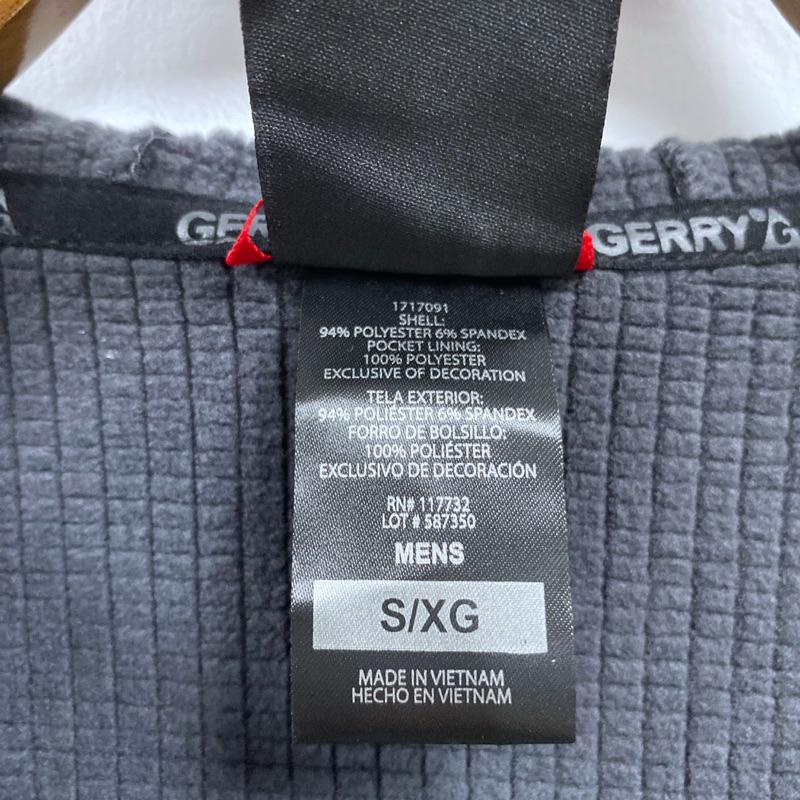 GER
GERRY® G
1717091
SHELL:
94% POLYESTER 6% SPANDEX
POCKET LINING:
100% POLYESTER
EXCLUSIVE OF DECORATION
TELA EXTERIOR:
94% POLIÉSTER 6% SPANDEX
FORRO DE BOLSILLO:
100% POLIÉSTER
EXCLUSIVO DE DECORACIÓN
RN# 117732
LOT # 587350
MENS
S/XG
MADE IN VIETNAM
HECHO EN VIETNAM